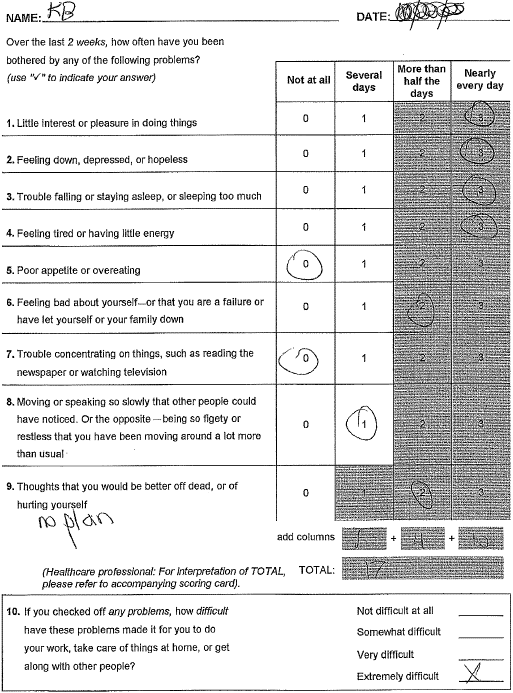 NAME: KB DATE:
Over the last 2 weeks, how often have you been
bothered by any of the following problems?
(use "✓" to indicate your answer)
Not at all Several days More than half the days Nearly every day
1. Little interest or pleasure in doing things 0 1 2 3
2. Feeling down, depressed, or hopeless 0 1 2 3
3. Trouble falling or staying asleep, or sleeping too much 0 1 2 3
4. Feeling tired or having little energy 0 1 2 3
5. Poor appetite or overeating 0 1 2 3
6. Feeling bad about yourself—or that you are a failure or
have let yourself or your family down 0 1 2 3
7. Trouble concentrating on things, such as reading the
newspaper or watching television 0 1 2 3
8. Moving or speaking so slowly that other people could
have noticed. Or the opposite—being so figety or
restless that you have been moving around a lot more
than usual 0 1 2 3
9. Thoughts that you would be better off dead, or of
hurting yourself 0 1 2 3
no plan
add columns 1 + 4 + 12
(Healthcare professional: For interpretation of TOTAL, TOTAL: 17
please refer to accompanying scoring card).
10. If you checked off any problems, how difficult
have these problems made it for you to do
your work, take care of things at home, or get
along with other people?
Not difficult at all
Somewhat difficult
Very difficult
Extremely difficult X